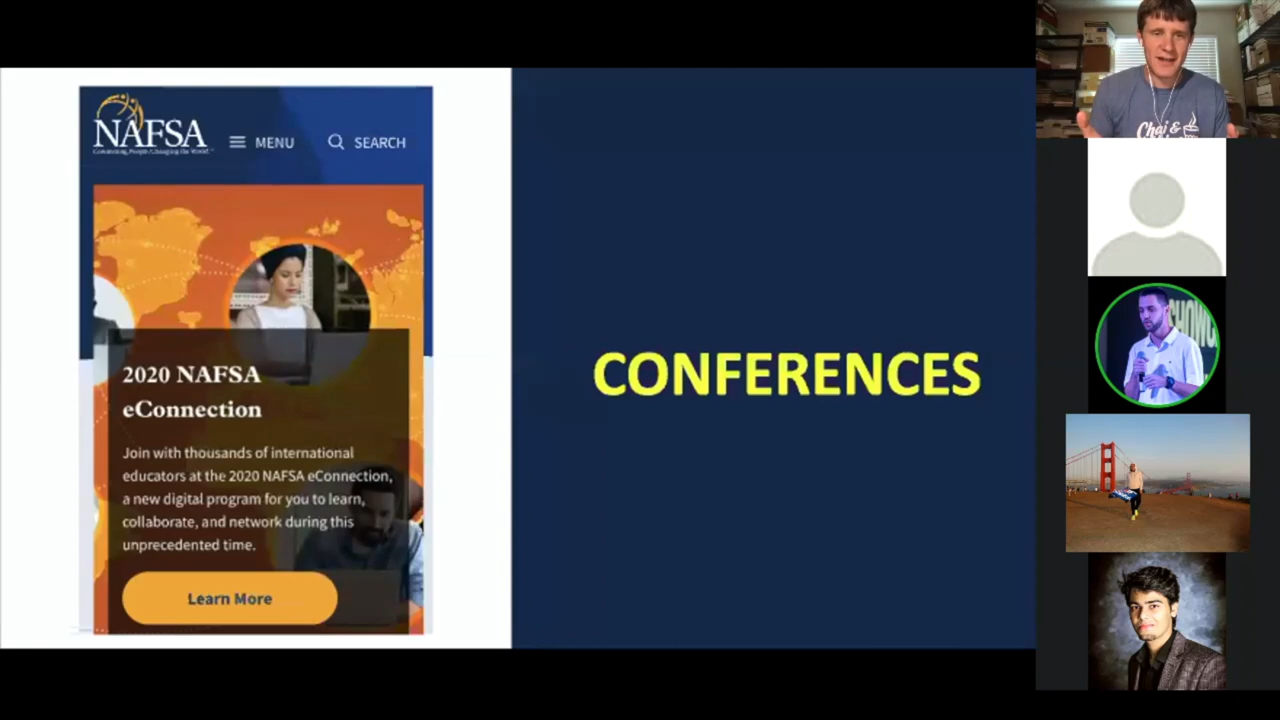 NAFSA
Connecting People. Changing the World.™
MENU
SEARCH
2020 NAFSA
eConnection
Join with thousands of international
educators at the 2020 NAFSA eConnection,
a new digital program for you to learn,
collaborate, and network during this
unprecedented time.
Learn More
CONFERENCES
Chai &